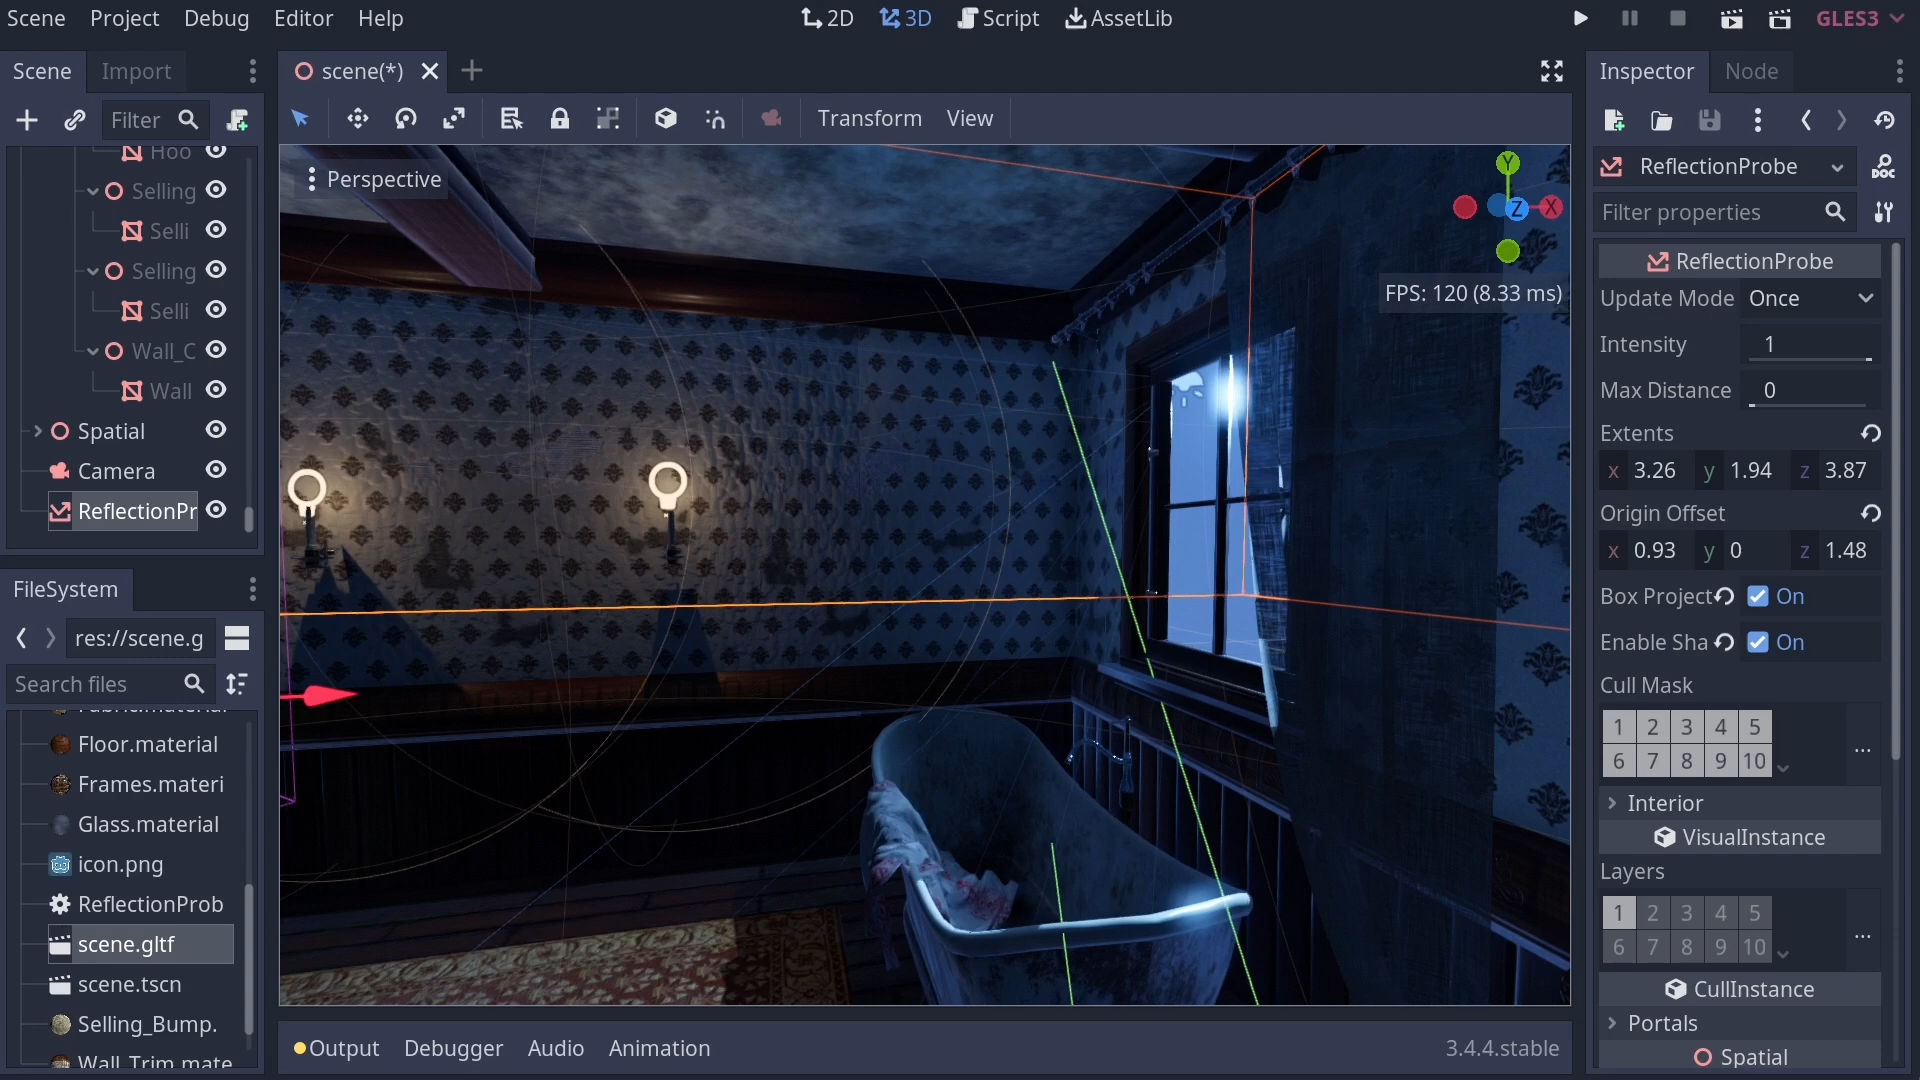 Scene Project Debug Editor Help
2D 3D Script AssetLib
GLES3
Scene Import
Filter
Hoo
Selling
Selli
Selling
Selli
Wall_C
Wall
Spatial
Camera
ReflectionPr
FileSystem
res://scene.g
Search files
Floor.material
Frames.materi
Glass.material
icon.png
ReflectionProb
scene.gltf
scene.tscn
Selling_Bump.
Wall_Trim.mate
scene(*)
Transform View
Perspective
Y
Z X
FPS: 120 (8.33 ms)
Output Debugger Audio Animation
3.4.4.stable
Inspector Node
ReflectionProbe
DOC
Filter properties
ReflectionProbe
Update Mode Once
Intensity 1
Max Distance 0
Extents
x 3.26 y 1.94 z 3.87
Origin Offset
x 0.93 y 0 z 1.48
Box Project On
Enable Sha On
Cull Mask
1 2 3 4 5
6 7 8 9 10
...
Interior
VisualInstance
Layers
1 2 3 4 5
6 7 8 9 10
...
CullInstance
Portals
Spatial